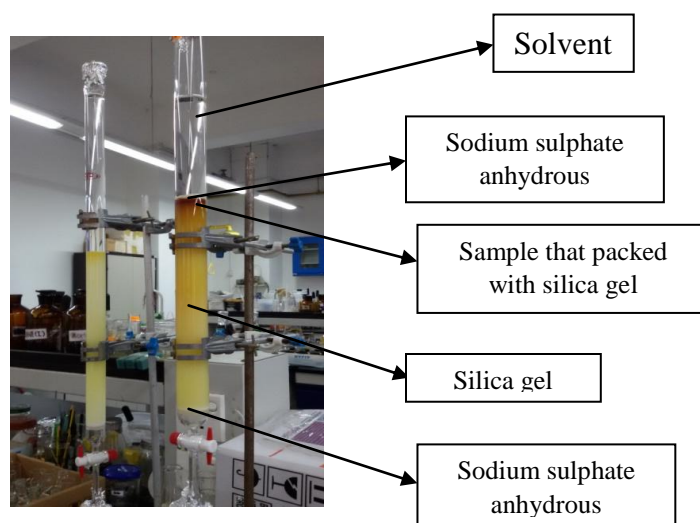 Solvent
Sodium sulphate
anhydrous
Sample that packed
with silica gel
Silica gel
Sodium sulphate
anhydrous